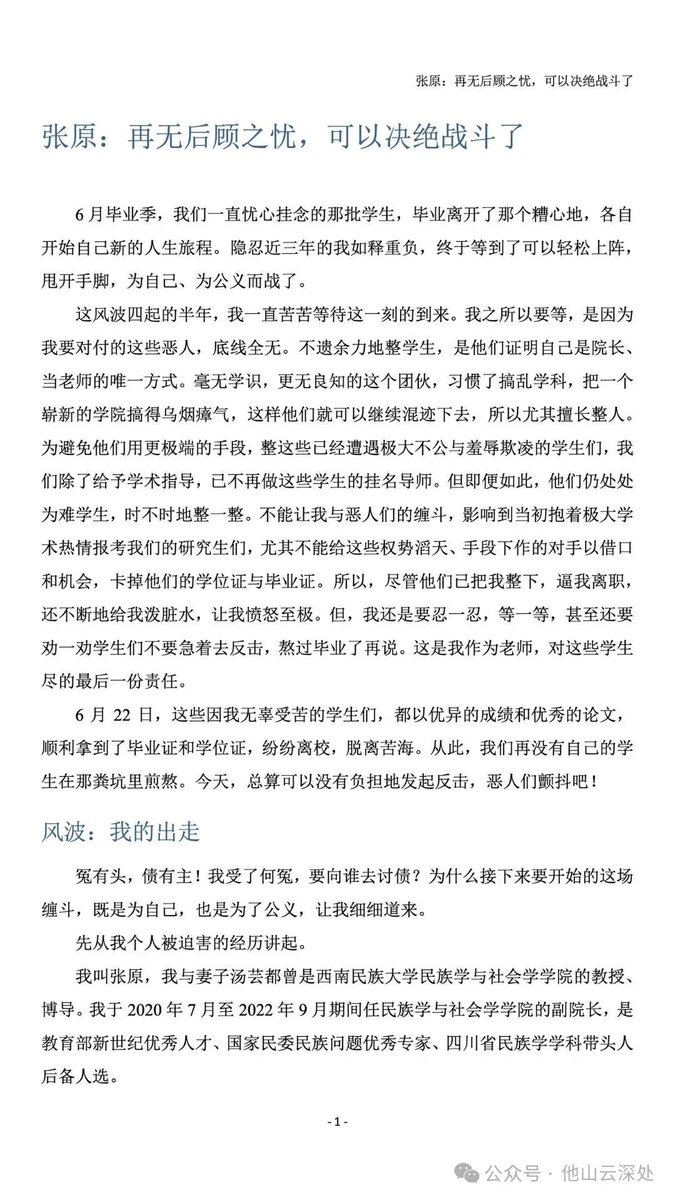 张原：再无后顾之忧，可以决绝战斗了
张原：再无后顾之忧，可以决绝战斗了
6 月毕业季，我们一直忧心挂念的那批学生，毕业离开了那个糟心地，各自
开始自己新的人生旅程。隐忍近三年的我如释重负，终于等到了可以轻松上阵，
甩开手脚，为自己、为公义而战了。
这风波四起的半年，我一直苦苦等待这一刻的到来。我之所以要等，是因为
我要对付的这些恶人，底线全无。不遗余力地整学生，是他们证明自己是院长、
当老师的唯一方式。毫无学识，更无良知的这个团伙，习惯了搞乱学科，把一个
崭新的学院搞得乌烟瘴气，这样他们就可以继续混迹下去，所以尤其擅长整人。
为避免他们用更极端的手段，整这些已经遭遇极大不公与羞辱欺凌的学生们，我
们除了给予学术指导，已不再做这些学生的挂名导师。但即便如此，他们仍处处
为难学生，时不时地整一整。不能让我与恶人们的缠斗，影响到当初抱着极大学
术热情报考我们的研究生们，尤其不能给这些权势滔天、手段下作的对手以借口
和机会，卡掉他们的学位证与毕业证。所以，尽管他们已把我整下，逼我离职，
还不断地给我泼脏水，让我愤怒至极。但，我还是要忍一忍，等一等，甚至还要
劝一劝学生们不要急着去反击，熬过毕业了再说。这是我作为老师，对这些学生
尽的最后一份责任。
6 月 22 日，这些因我无辜受苦的学生们，都以优异的成绩和优秀的论文，
顺利拿到了毕业证和学位证，纷纷离校，脱离苦海。从此，我们再没有自己的学
生在那粪坑里煎熬。今天，总算可以没有负担地发起反击，恶人们颤抖吧！
风波：我的出走
冤有头，债有主！我受了何冤，要向谁去讨债？为什么接下来要开始的这场
缠斗，既是为自己，也是为了公义，让我细细道来。
先从我个人被迫害的经历讲起。
我叫张原，我与妻子汤芸都曾是西南民族大学民族学与社会学学院的教授、
博导。我于 2020 年 7 月至 2022 年 9 月期间任民族学与社会学学院的副院长，是
教育部新世纪优秀人才、国家民委民族问题优秀专家、四川省民族学学科带头人
后备人选。
- 1 -
公众号 · 他山云深处